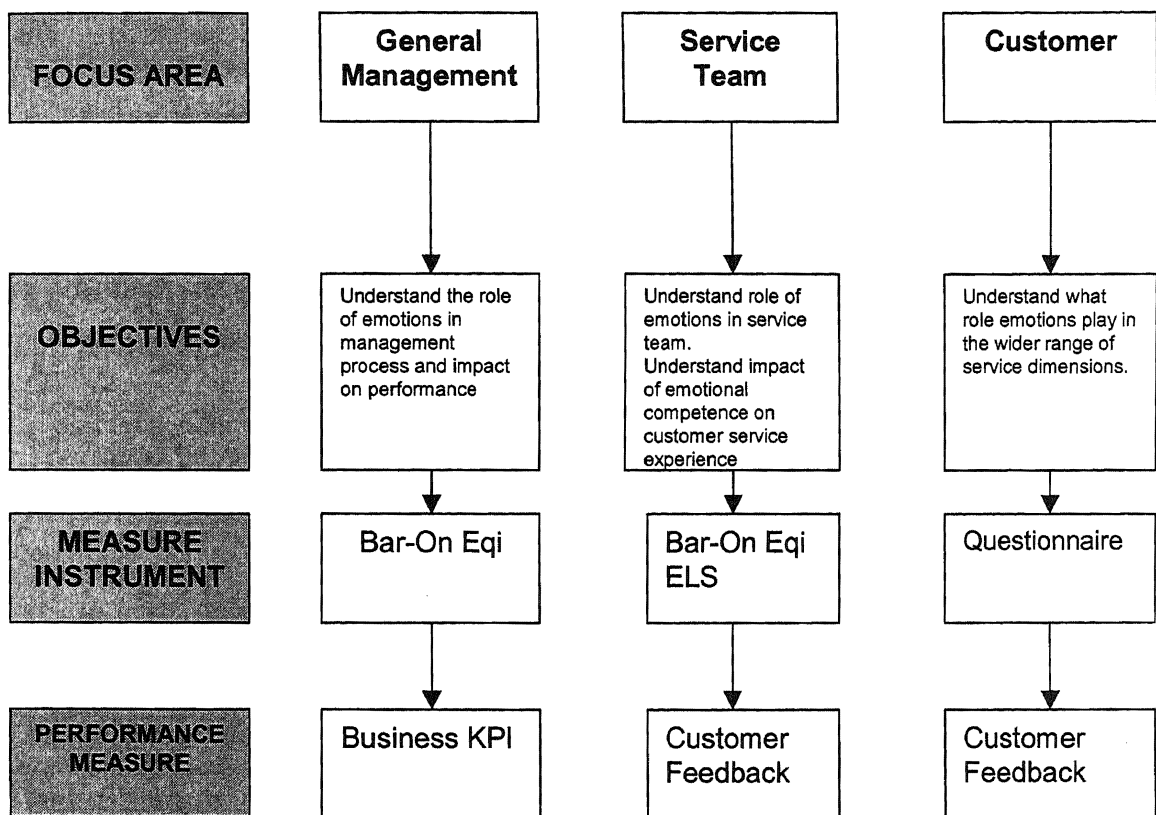 FOCUS AREA
General
Management
Service
Team
Customer
OBJECTIVES
Understand the role
of emotions in
management
process and impact
on performance
Understand role of
emotions in service
team.
Understand impact
of emotional
competence on
customer service
experience
Understand what
role emotions play in
the wider range of
service dimensions.
MEASURE
INSTRUMENT
Bar-On Eqi
Bar-On Eqi
ELS
Questionnaire
PERFORMANCE
MEASURE
Business KPI
Customer
Feedback
Customer
Feedback